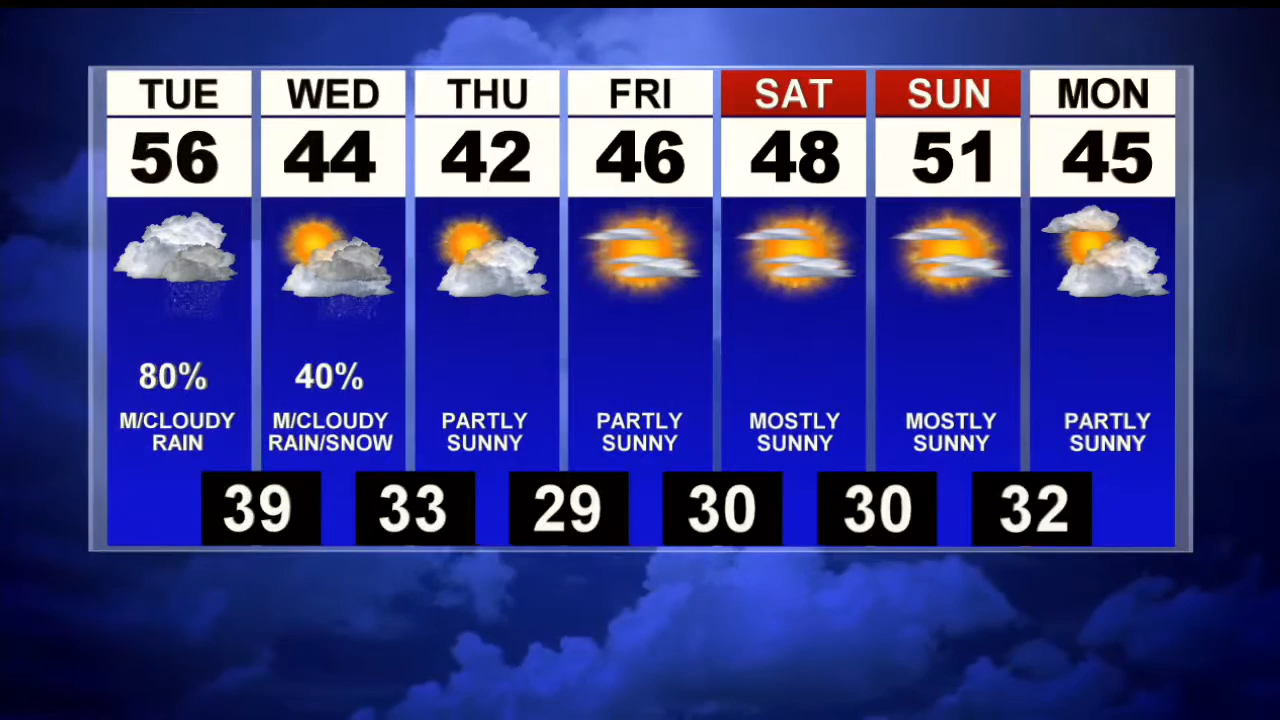 TUE WED THU FRI SAT SUN MON
56 44 42 46 48 51 45
80% 40%
M/CLOUDY M/CLOUDY PARTLY PARTLY MOSTLY MOSTLY PARTLY
RAIN RAIN/SNOW SUNNY SUNNY SUNNY SUNNY SUNNY
39 33 29 30 30 32